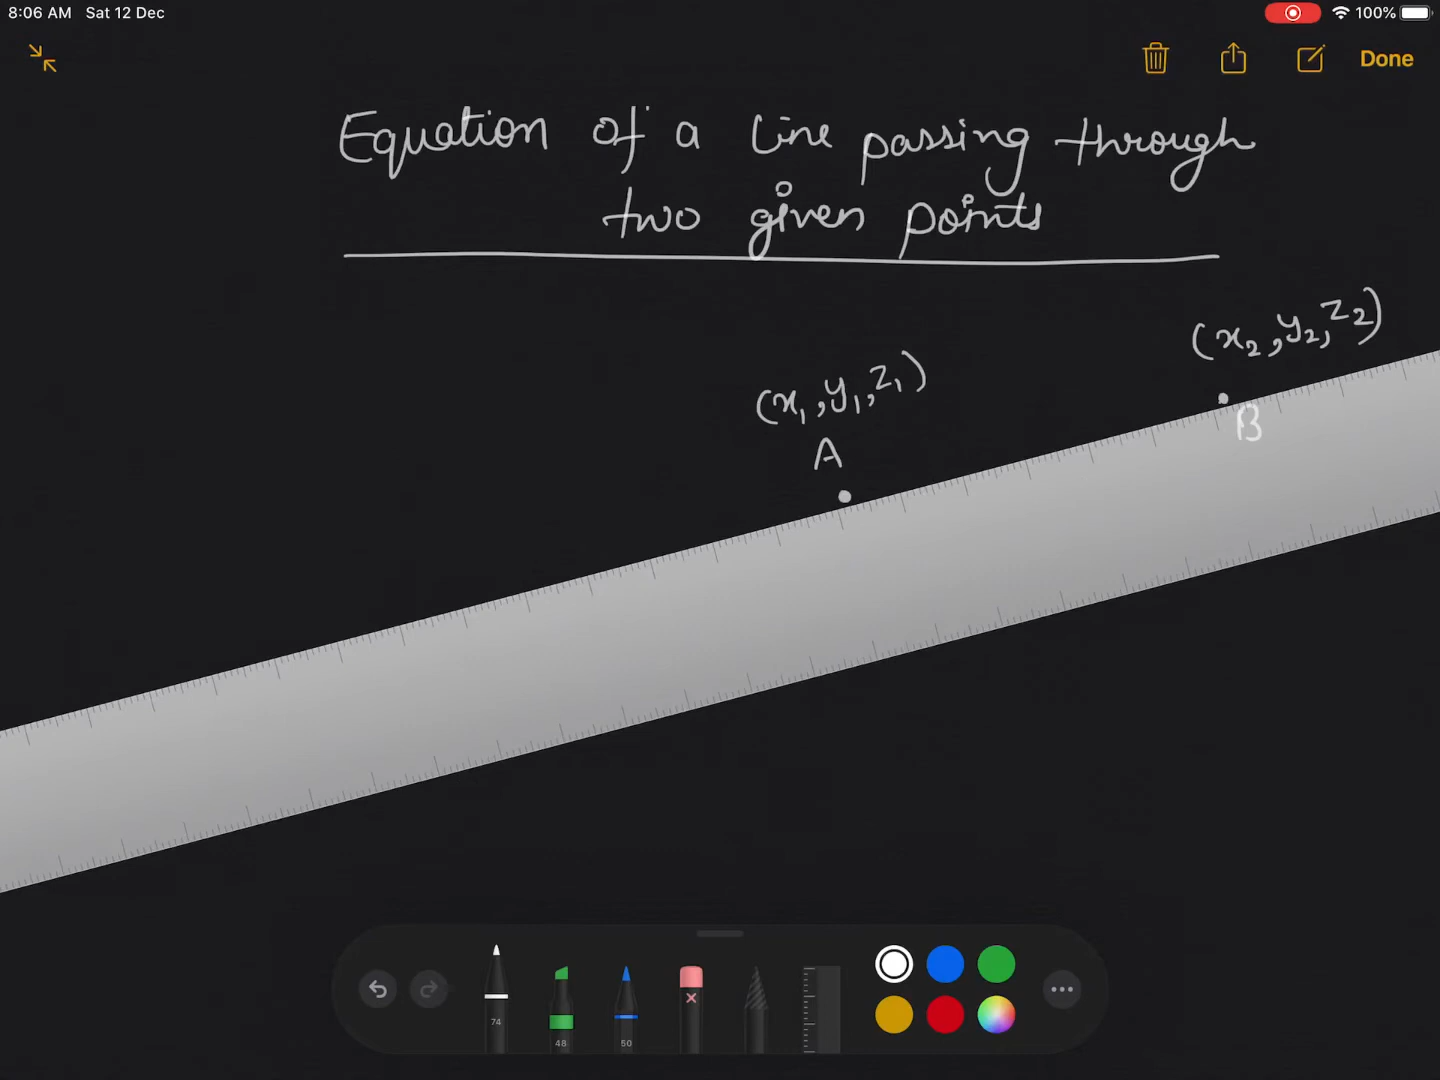 8:06 AM Sat 12 Dec
100%
Done
Equation of a line passing through
two given points
(x₂, y₂, z₂)
(x₁, y₁, z₁)
B
A
74
48
50